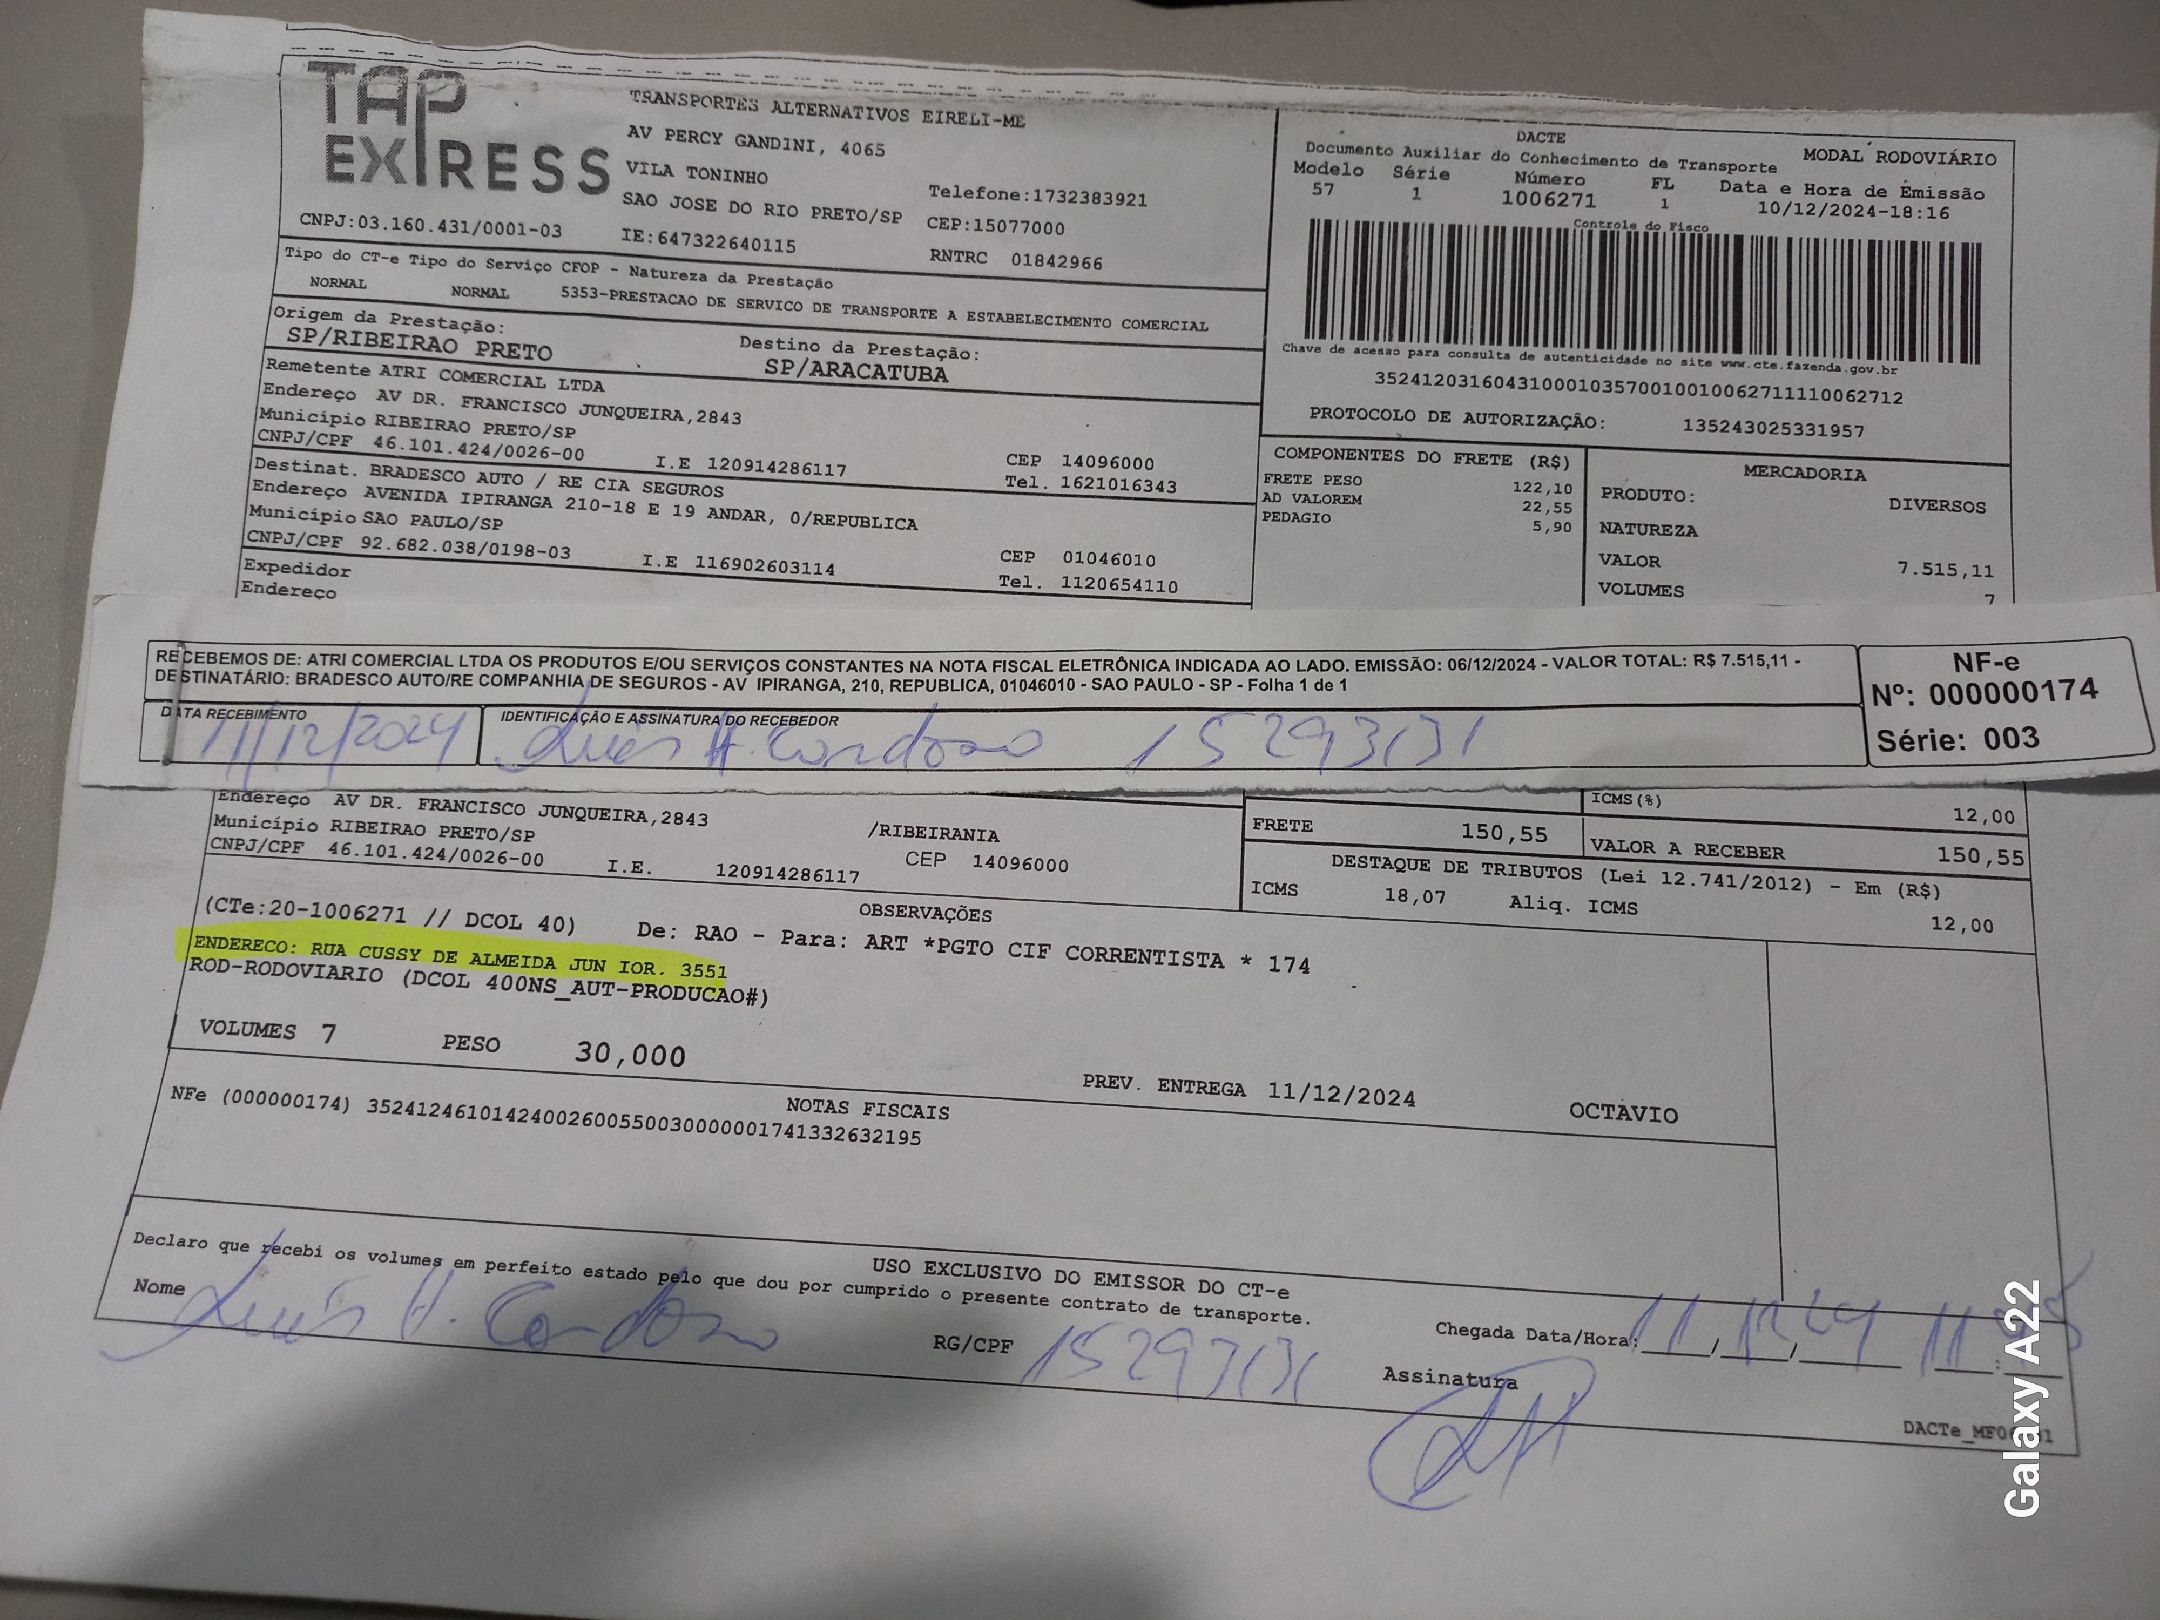 TAP EXPRESS
TRANSPORTES ALTERNATIVOS EIRELI-ME
AV PERCY GANDINI, 4065
VILA TONINHO
Telefone:1732383921
SAO JOSE DO RIO PRETO/SP CEP:15077000
CNPJ:03.160.431/0001-03 IE:647322640115 RNTRC 01842966
DACTE MODAL RODOVIÁRIO
Documento Auxiliar do Conhecimento de Transporte
Modelo Série Número FL Data e Hora de Emissão
57 1 1006271 1 10/12/2024-18:16
Controle do Fisco
Chave de acesso para consulta de autenticidade no site www.cte.fazenda.gov.br
35241203160431000103570010010062711110062712
PROTOCOLO DE AUTORIZAÇÃO: 135243025331957
Tipo do CT-e Tipo do Serviço CFOP - Natureza da Prestação
NORMAL NORMAL 5353-PRESTACAO DE SERVICO DE TRANSPORTE A ESTABELECIMENTO COMERCIAL
Origem da Prestação: Destino da Prestação:
SP/RIBEIRAO PRETO SP/ARACATUBA
Remetente ATRI COMERCIAL LTDA
Endereço AV DR. FRANCISCO JUNQUEIRA,2843
Município RIBEIRAO PRETO/SP CEP 14096000
CNPJ/CPF 46.101.424/0026-00 I.E 120914286117 Tel. 1621016343
Destinat. BRADESCO AUTO / RE CIA SEGUROS
Endereço AVENIDA IPIRANGA 210-18 E 19 ANDAR, 0/REPUBLICA
Município SAO PAULO/SP CEP 01046010
CNPJ/CPF 92.682.038/0198-03 I.E 116902603114 Tel. 1120654110
Expedidor
Endereço
COMPONENTES DO FRETE (R$)
FRETE PESO 122,10
AD VALOREM 22,55
PEDAGIO 5,90
MERCADORIA
PRODUTO: DIVERSOS
NATUREZA
VALOR 7.515,11
VOLUMES 7
RECEBEMOS DE: ATRI COMERCIAL LTDA OS PRODUTOS E/OU SERVIÇOS CONSTANTES NA NOTA FISCAL ELETRÔNICA INDICADA AO LADO. EMISSÃO: 06/12/2024 - VALOR TOTAL: R$ 7.515,11 -
DESTINATÁRIO: BRADESCO AUTO/RE COMPANHIA DE SEGUROS - AV IPIRANGA, 210, REPUBLICA, 01046010 - SAO PAULO - SP - Folha 1 de 1
DATA RECEBIMENTO IDENTIFICAÇÃO E ASSINATURA DO RECEBEDOR
11/12/2024 Luis H. Cardoso 15293131
NF-e
Nº: 000000174
Série: 003
Endereço AV DR. FRANCISCO JUNQUEIRA,2843 /RIBEIRANIA
Município RIBEIRAO PRETO/SP CEP 14096000
CNPJ/CPF 46.101.424/0026-00 I.E. 120914286117
ICMS(%) 12,00
FRETE 150,55 VALOR A RECEBER 150,55
DESTAQUE DE TRIBUTOS (Lei 12.741/2012) - Em (R$)
ICMS 18,07 Aliq. ICMS 12,00
OBSERVAÇÕES
(CTe:20-1006271 // DCOL 40) De: RAO - Para: ART *PGTO CIF CORRENTISTA * 174
ENDERECO: RUA CUSSY DE ALMEIDA JUN IOR. 3551
ROD-RODOVIARIO (DCOL 400NS_AUT-PRODUCAO#)
VOLUMES 7 PESO 30,000 PREV. ENTREGA 11/12/2024 OCTAVIO
NOTAS FISCAIS
NFe (000000174) 35241246101424002600550030000001741332632195
USO EXCLUSIVO DO EMISSOR DO CT-e
Declaro que recebi os volumes em perfeito estado pelo que dou por cumprido o presente contrato de transporte.
Nome Luis H. Cardoso RG/CPF 15293131 Chegada Data/Hora: 11/12/24
Assinatura
Galaxy A22